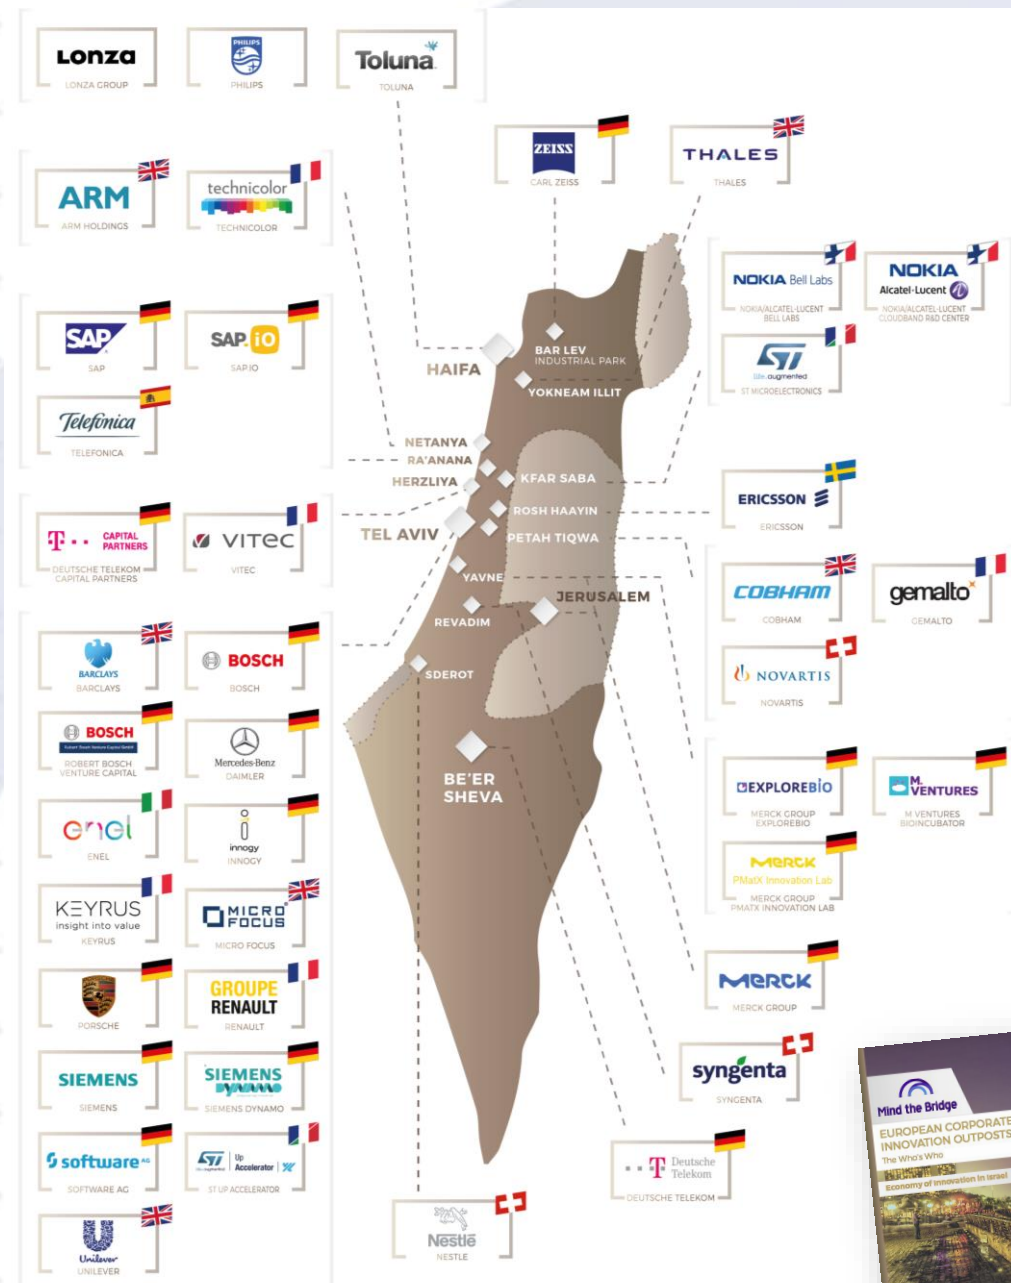 Lonza
LONZA GROUP
PHILIPS
PHILIPS
Toluna
TOLUNA
ZEISS
CARL ZEISS
THALES
THALES
ARM
ARM HOLDINGS
technicolor
TECHNICOLOR
NOKIA Bell Labs
NOKIA/ALCATEL-LUCENT
BELL LABS
NOKIA
Alcatel-Lucent
NOKIA/ALCATEL-LUCENT
CLOUDBAND R&D CENTER
ST
life.augmented
ST MICROELECTRONICS
SAP
SAP
SAP.iO
SAP IO
Telefónica
TELEFONICA
HAIFA
BAR LEV
INDUSTRIAL PARK
YOKNEAM ILLIT
NETANYA
RA'ANANA
HERZLIYA
KFAR SABA
ROSH HAAYIN
TEL AVIV
PETAH TIQWA
YAVNE
JERUSALEM
REVADIM
SDEROT
BE'ER
SHEVA
ERICSSON
ERICSSON
T
CAPITAL
PARTNERS
DEUTSCHE TELEKOM
CAPITAL PARTNERS
VITEC
VITEC
COBHAM
COBHAM
gemalto
GEMALTO
NOVARTIS
NOVARTIS
BARCLAYS
BARCLAYS
BOSCH
BOSCH
BOSCH
Robert Bosch Venture Capital GmbH
ROBERT BOSCH
VENTURE CAPITAL
Mercedes-Benz
DAIMLER
EXPLOREBIO
MERCK GROUP
EXPLOREBIO
M.
VENTURES
M VENTURES
BIOINCUBATOR
MERCK
PMatX Innovation Lab
MERCK GROUP
PMATX INNOVATION LAB
enel
ENEL
innogy
INNOGY
KEYRUS
insight into value
KEYRUS
MICRO
FOCUS
MICRO FOCUS
MERCK
MERCK GROUP
PORSCHE
GROUPE
RENAULT
RENAULT
syngenta
SYNGENTA
SIEMENS
SIEMENS
SIEMENS
DYNAMO
SIEMENS DYNAMO
software AG
SOFTWARE AG
ST
life.augmented
Up
Accelerator
ST UP ACCELERATOR
T Deutsche
Telekom
DEUTSCHE TELEKOM
Unilever
UNILEVER
Nestlé
NESTLE
Mind the Bridge
EUROPEAN CORPORATE
INNOVATION OUTPOSTS
The Who's Who
Economy of Innovation in Israel